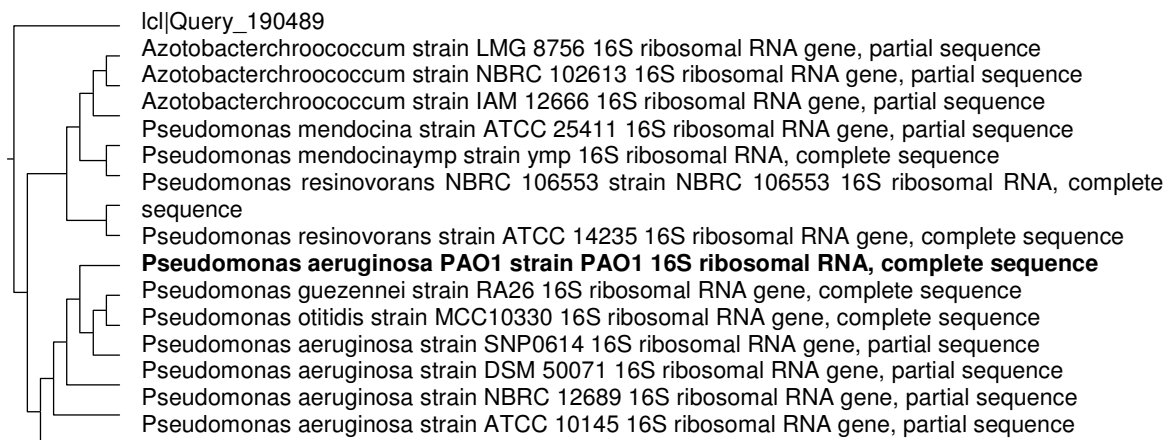 lcl|Query_190489
Azotobacterchroococcum strain LMG 8756 16S ribosomal RNA gene, partial sequence
Azotobacterchroococcum strain NBRC 102613 16S ribosomal RNA gene, partial sequence
Azotobacterchroococcum strain IAM 12666 16S ribosomal RNA gene, partial sequence
Pseudomonas mendocina strain ATCC 25411 16S ribosomal RNA gene, partial sequence
Pseudomonas mendocinaymp strain ymp 16S ribosomal RNA, complete sequence
Pseudomonas resinovorans NBRC 106553 strain NBRC 106553 16S ribosomal RNA, complete
sequence
Pseudomonas resinovorans strain ATCC 14235 16S ribosomal RNA gene, complete sequence
Pseudomonas aeruginosa PAO1 strain PAO1 16S ribosomal RNA, complete sequence
Pseudomonas guezennei strain RA26 16S ribosomal RNA gene, complete sequence
Pseudomonas otitidis strain MCC10330 16S ribosomal RNA gene, complete sequence
Pseudomonas aeruginosa strain SNP0614 16S ribosomal RNA gene, partial sequence
Pseudomonas aeruginosa strain DSM 50071 16S ribosomal RNA gene, partial sequence
Pseudomonas aeruginosa strain NBRC 12689 16S ribosomal RNA gene, partial sequence
Pseudomonas aeruginosa strain ATCC 10145 16S ribosomal RNA gene, partial sequence